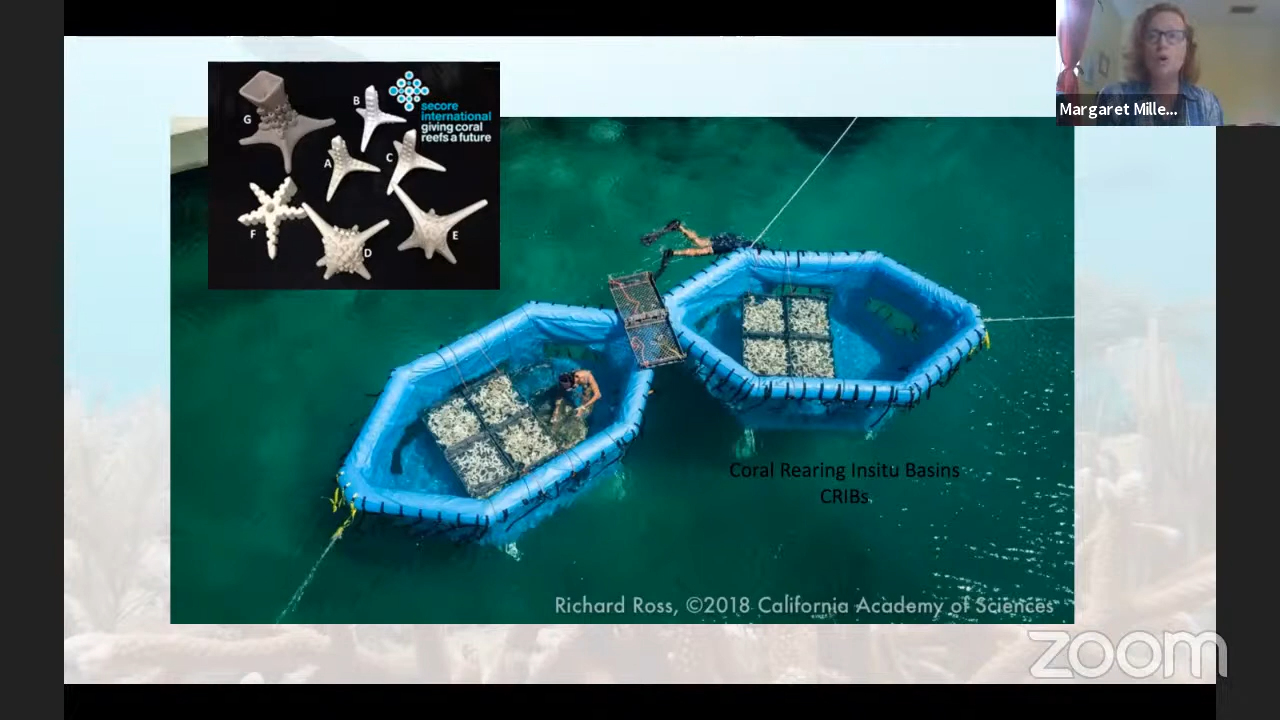 Margaret Mille...
B
G
A
C
F
D
E
secore
international
giving coral
reefs a future
Coral Rearing Insitu Basins
CRIBs
Richard Ross, ©2018 California Academy of Sciences
zoom